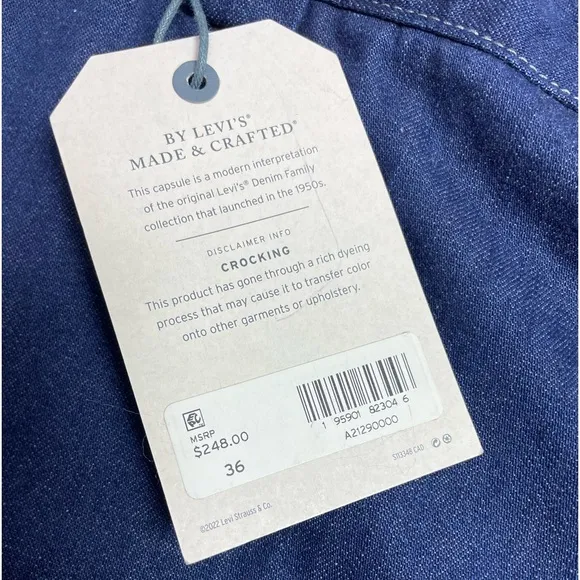 BY LEVI'S®
MADE & CRAFTED®
This capsule is a modern interpretation
of the original Levi's® Denim Family
collection that launched in the 1950s.
DISCLAIMER INFO
CROCKING
This product has gone through a rich dyeing
process that may cause it to transfer color
onto other garments or upholstery.
MSRP
$248.00
36
1 95901 82304 6
A21290000
ST13348 CAD
©2022 Levi Strauss & Co.